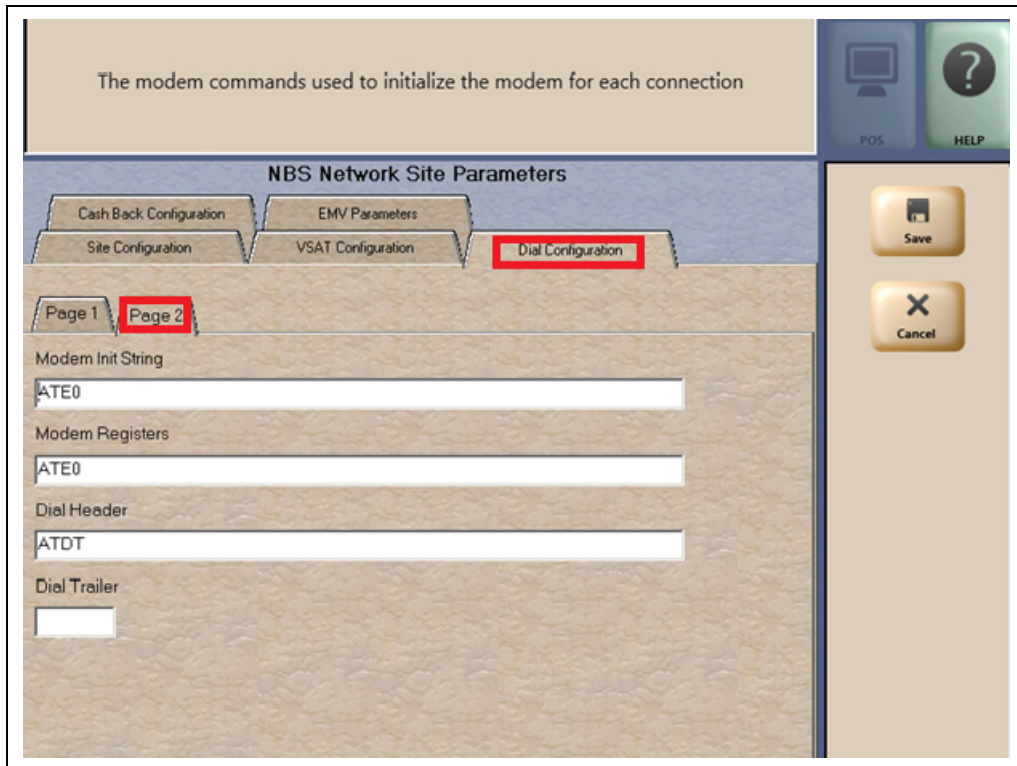 The modem commands used to initialize the modem for each connection
POS
HELP
NBS Network Site Parameters
Cash Back Configuration
EMV Parameters
Site Configuration
VSAT Configuration
Dial Configuration
Save
Cancel
Page 1
Page 2
Modem Init String
ATE0
Modem Registers
ATE0
Dial Header
ATDT
Dial Trailer